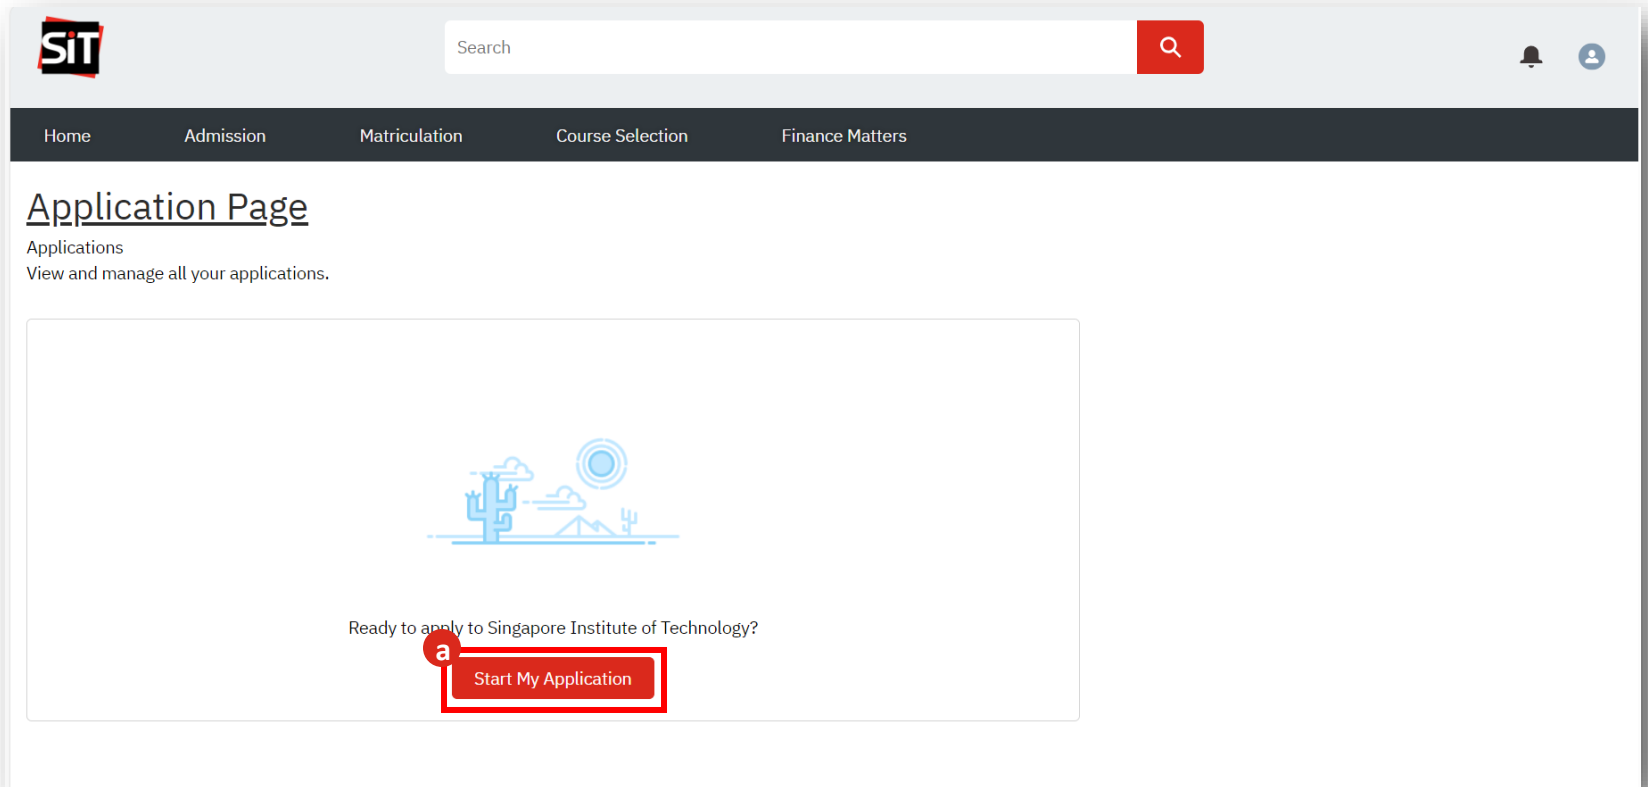 SiT
Search
Home Admission Matriculation Course Selection Finance Matters
Application Page
Applications
View and manage all your applications.
Ready to apply to Singapore Institute of Technology?
a
Start My Application